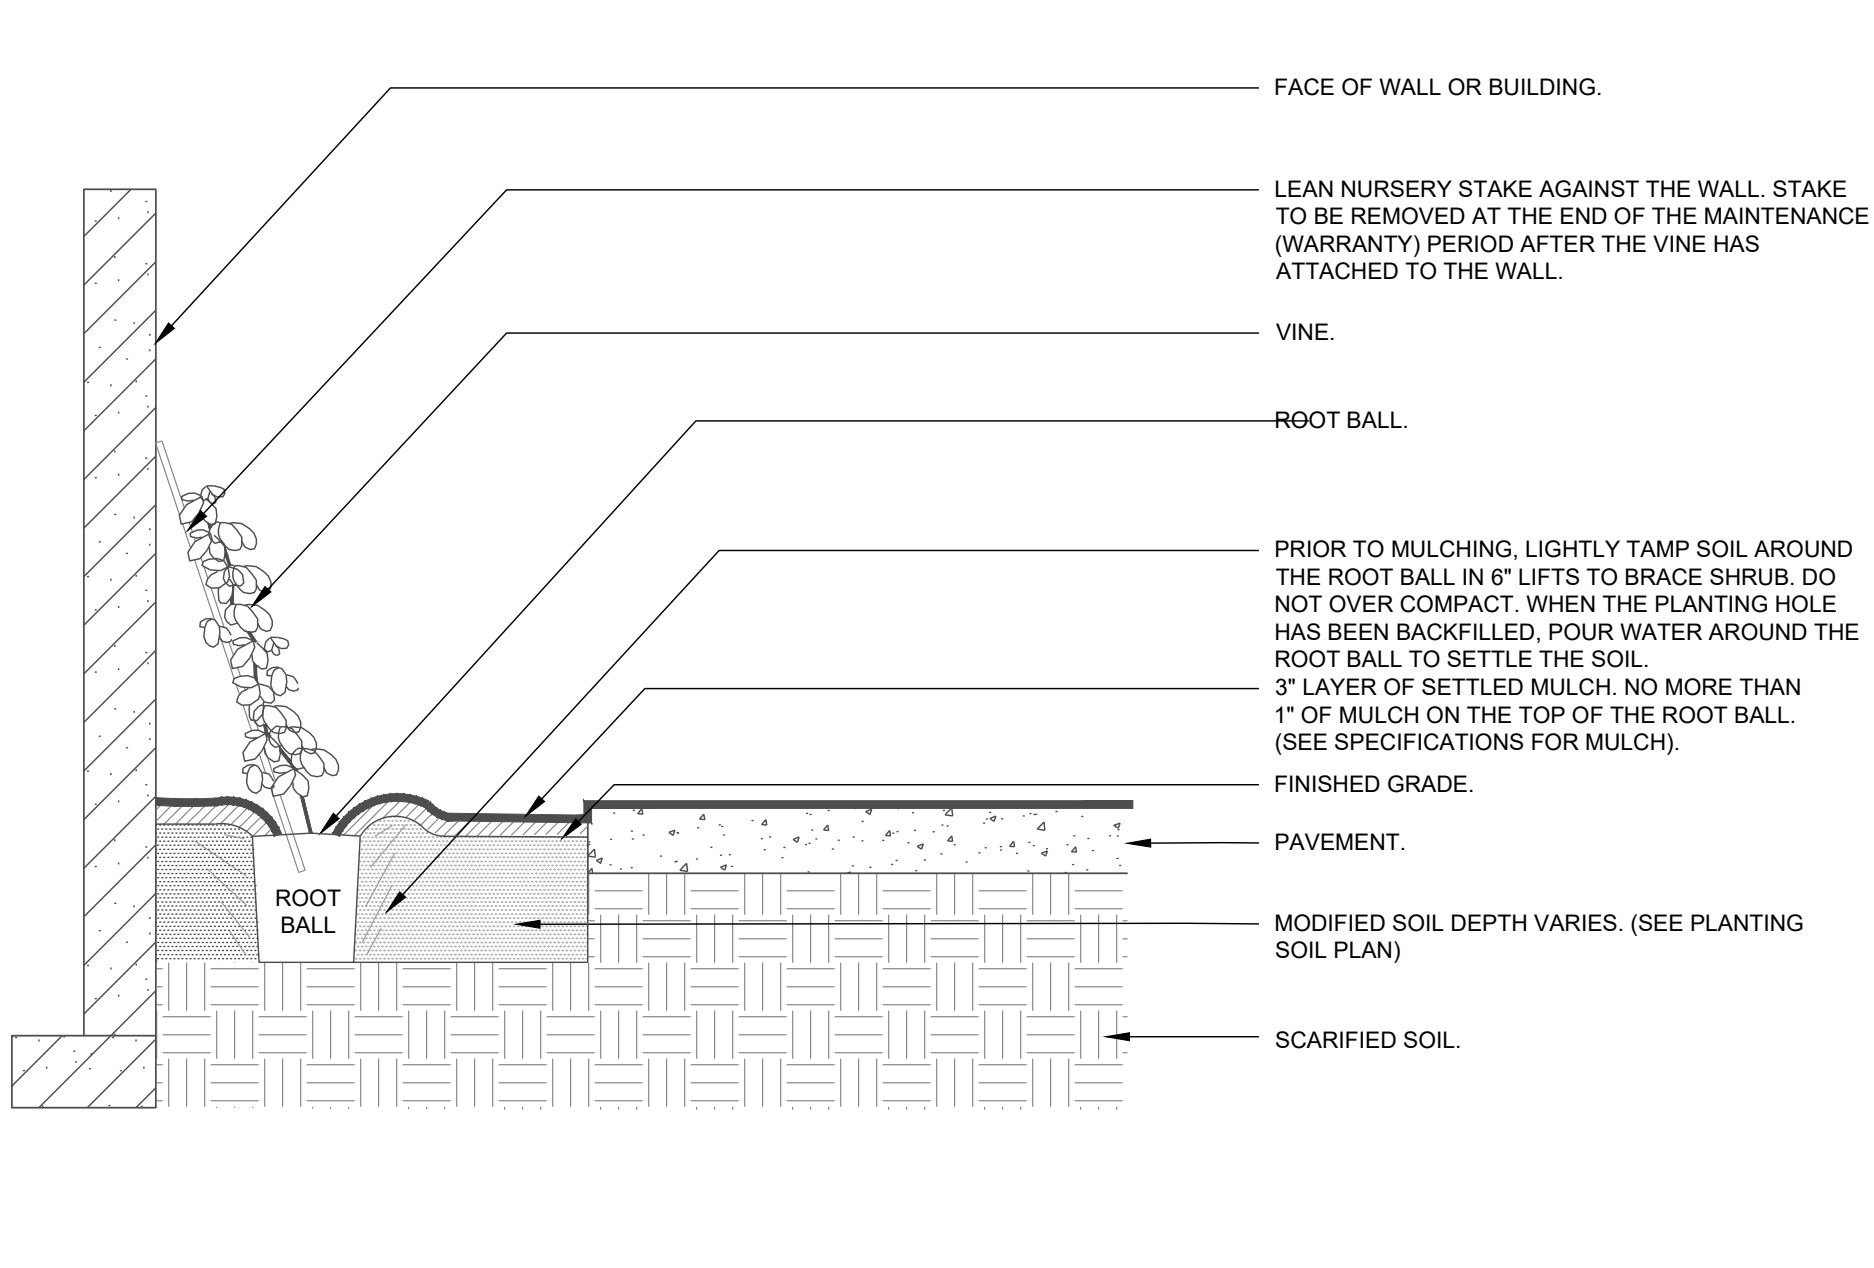 FACE OF WALL OR BUILDING.
LEAN NURSERY STAKE AGAINST THE WALL. STAKE
TO BE REMOVED AT THE END OF THE MAINTENANCE
(WARRANTY) PERIOD AFTER THE VINE HAS
ATTACHED TO THE WALL.
VINE.
ROOT BALL.
PRIOR TO MULCHING, LIGHTLY TAMP SOIL AROUND
THE ROOT BALL IN 6" LIFTS TO BRACE SHRUB. DO
NOT OVER COMPACT. WHEN THE PLANTING HOLE
HAS BEEN BACKFILLED, POUR WATER AROUND THE
ROOT BALL TO SETTLE THE SOIL.
3" LAYER OF SETTLED MULCH. NO MORE THAN
1" OF MULCH ON THE TOP OF THE ROOT BALL.
(SEE SPECIFICATIONS FOR MULCH).
FINISHED GRADE.
PAVEMENT.
ROOT
BALL
MODIFIED SOIL DEPTH VARIES. (SEE PLANTING
SOIL PLAN)
SCARIFIED SOIL.